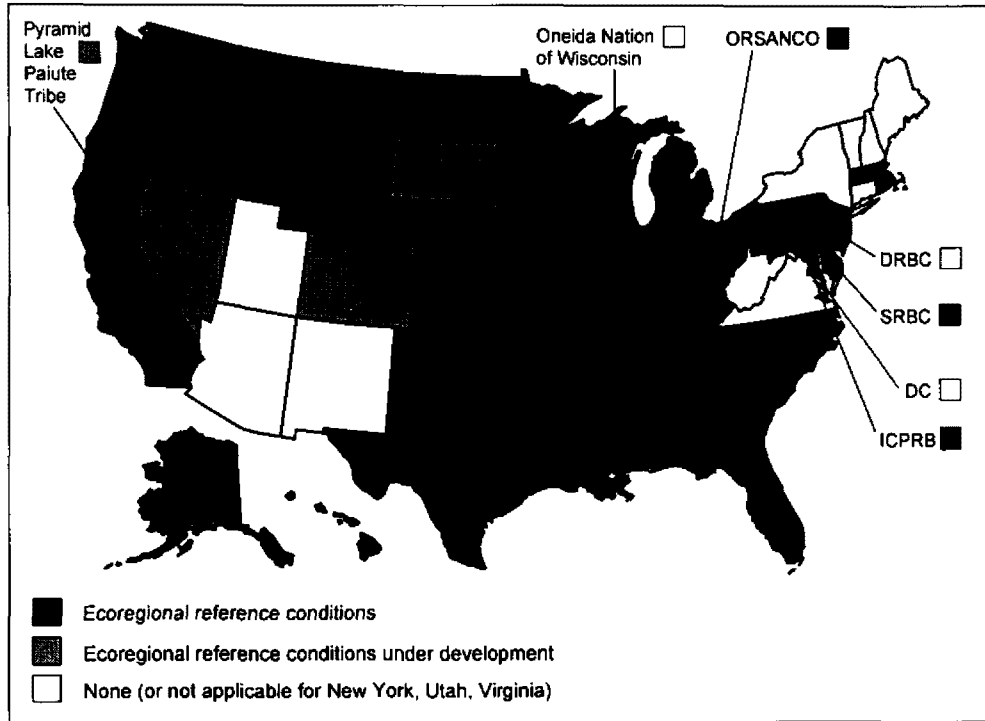 Pyramid
Lake
Paiute
Tribe
Oneida Nation
of Wisconsin
ORSANCO
DRBC
SRBC
DC
ICPRB
Ecoregional reference conditions
Ecoregional reference conditions under development
None (or not applicable for New York, Utah, Virginia)